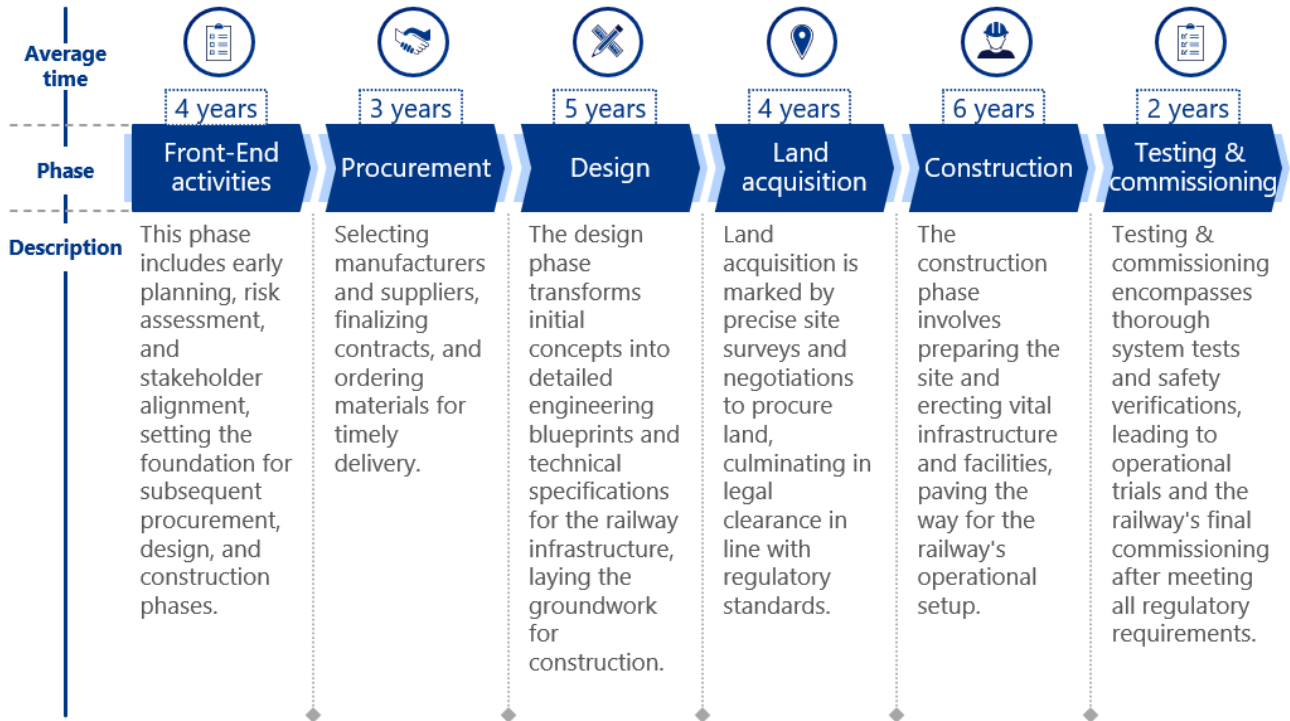 Average
time
4 years
3 years
5 years
4 years
6 years
2 years
Phase
Front-End
activities
Procurement
Design
Land
acquisition
Construction
Testing &
commissioning
Description
This phase
includes early
planning, risk
assessment,
and
stakeholder
alignment,
setting the
foundation for
subsequent
procurement,
design, and
construction
phases.
Selecting
manufacturers
and suppliers,
finalizing
contracts, and
ordering
materials for
timely
delivery.
The design
phase
transforms
initial
concepts into
detailed
engineering
blueprints and
technical
specifications
for the railway
infrastructure,
laying the
groundwork
for
construction.
Land
acquisition is
marked by
precise site
surveys and
negotiations
to procure
land,
culminating in
legal
clearance in
line with
regulatory
standards.
The
construction
phase
involves
preparing the
site and
erecting vital
infrastructure
and facilities,
paving the
way for the
railway's
operational
setup.
Testing &
commissioning
encompasses
thorough
system tests
and safety
verifications,
leading to
operational
trials and the
railway's final
commissioning
after meeting
all regulatory
requirements.